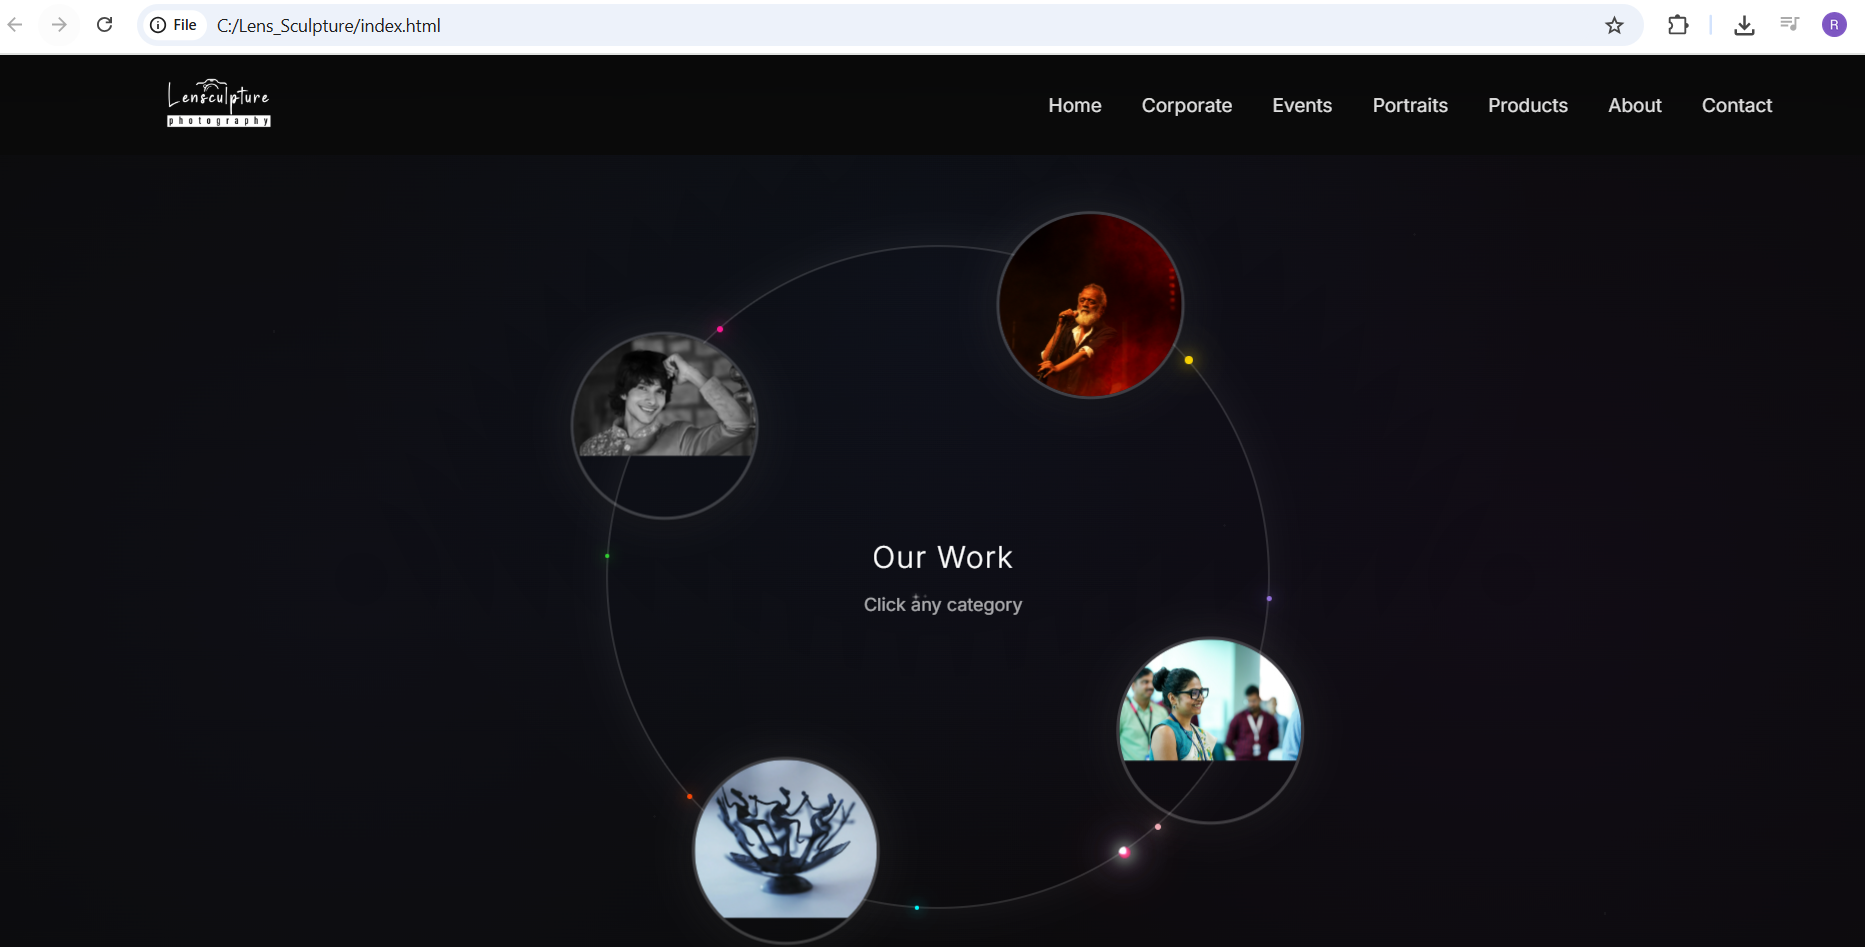 File C:/Lens_Sculpture/index.html R
Lensculpture
photography
Home Corporate Events Portraits Products About Contact
Our Work
Click any category